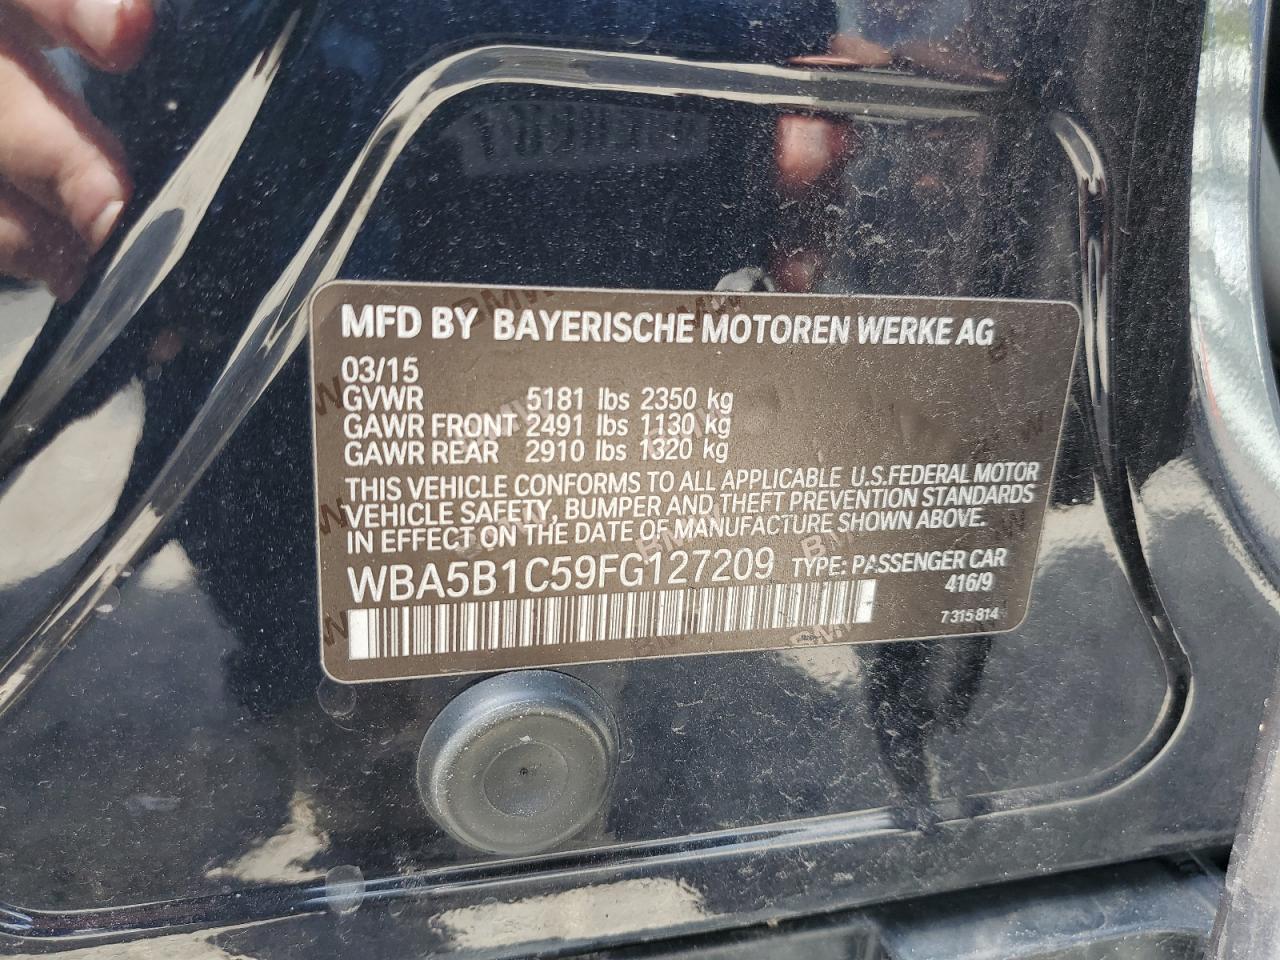 MFD BY BAYERISCHE MOTOREN WERKE AG
03/15
GVWR 5181 lbs 2350 kg
GAWR FRONT 2491 lbs 1130 kg
GAWR REAR 2910 lbs 1320 kg
THIS VEHICLE CONFORMS TO ALL APPLICABLE U.S.FEDERAL MOTOR
VEHICLE SAFETY, BUMPER AND THEFT PREVENTION STANDARDS
IN EFFECT ON THE DATE OF MANUFACTURE SHOWN ABOVE.
WBA5B1C59FG127209 TYPE: PASSENGER CAR
416/9
7 315 814